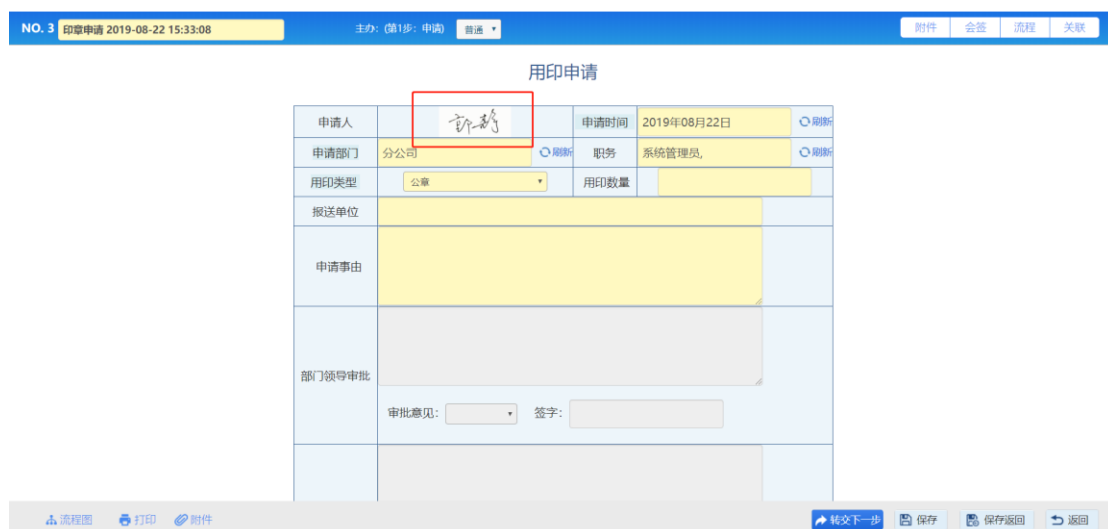 NO. 3 印章申请 2019-08-22 15:33:08 主办: (第1步: 申请) 普通 附件 会签 流程 关联
用印申请
申请人 申请时间 2019年08月22日 刷新
申请部门 分公司 刷新 职务 系统管理员, 刷新
用印类型 公章 用印数量
报送单位
申请事由
部门领导审批
审批意见: 签字:
流程图 打印 附件 转交下一步 保存 保存返回 返回